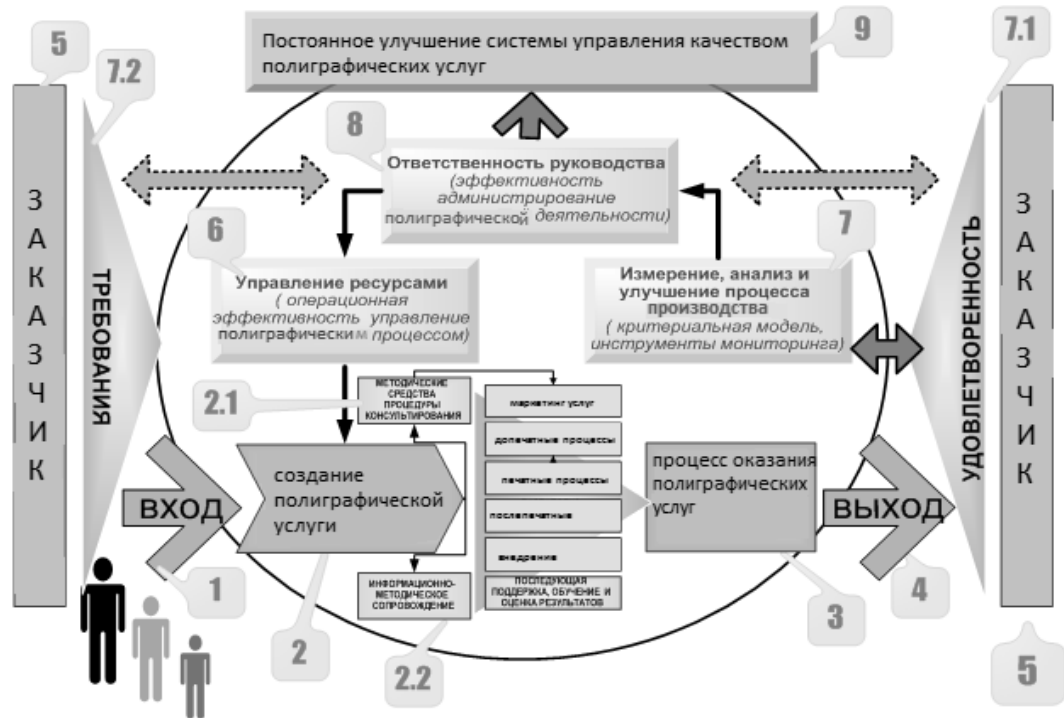 5
7.2
Постоянное улучшение системы управления качеством
полиграфических услуг
9
7.1
8
Ответственность руководства
(эффективность
администрирование
полиграфической деятельности)
6
Управление ресурсами
( операционная
эффективность управление
полиграфическим процессом)
7
Измерение, анализ и
улучшение процесса
производства
( критериальная модель,
инструменты мониторинга)
ЗАКАЗЧИК
ТРЕБОВАНИЯ
УДОВЛЕТВОРЕННОСТЬ
ЗАКАЗЧИК
2.1
МЕТОДИЧЕСКИЕ
СРЕДСТВА
ПРОЦЕДУРЫ
КОНСУЛЬТИРОВАНИЯ
маркетинг услуг
допечатные процессы
печатные процессы
послепечатные
внедрение
ПОСЛЕДУЮЩАЯ
ПОДДЕРЖКА, ОБУЧЕНИЕ И
ОЦЕНКА РЕЗУЛЬТАТОВ
ВХОД
создание
полиграфической
услуги
процесс оказания
полиграфических
услуг
ВЫХОД
ИНФОРМАЦИОННО-
МЕТОДИЧЕСКОЕ
СОПРОВОЖДЕНИЕ
1
2
2.2
3
4
5